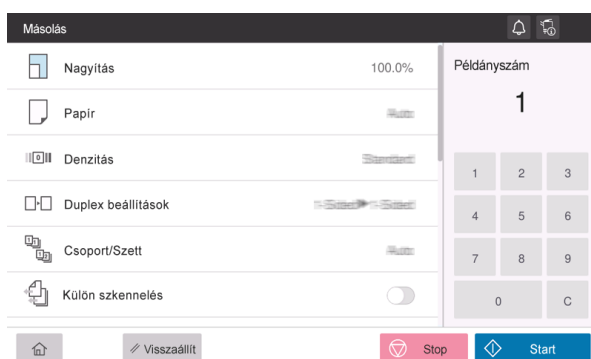 Másolás
Nagyítás 100.0%
Példányszám
1
Papír
Denzitás
0
Duplex beállítások
Csoport/Szett
Külön szkennelés
1 2 3
4 5 6
7 8 9
0 C
Visszaállít
Stop
Start